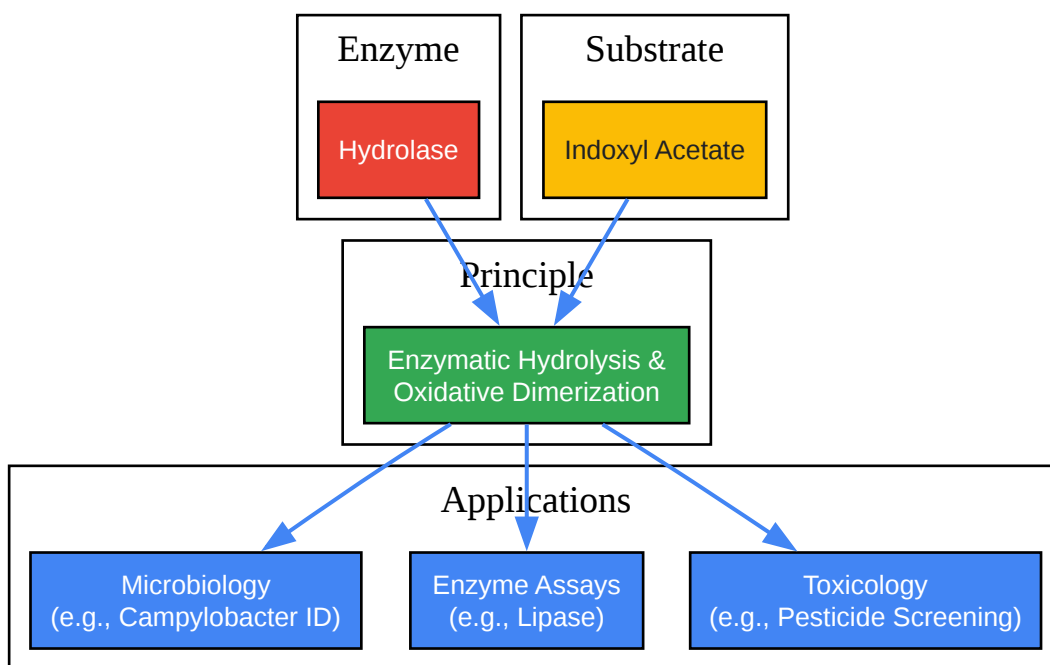 Enzyme
Substrate
Hydrolase
Indoxyl Acetate
Principle
Enzymatic Hydrolysis &
Oxidative Dimerization
Applications
Microbiology
(e.g., Campylobacter ID)
Enzyme Assays
(e.g., Lipase)
Toxicology
(e.g., Pesticide Screening)